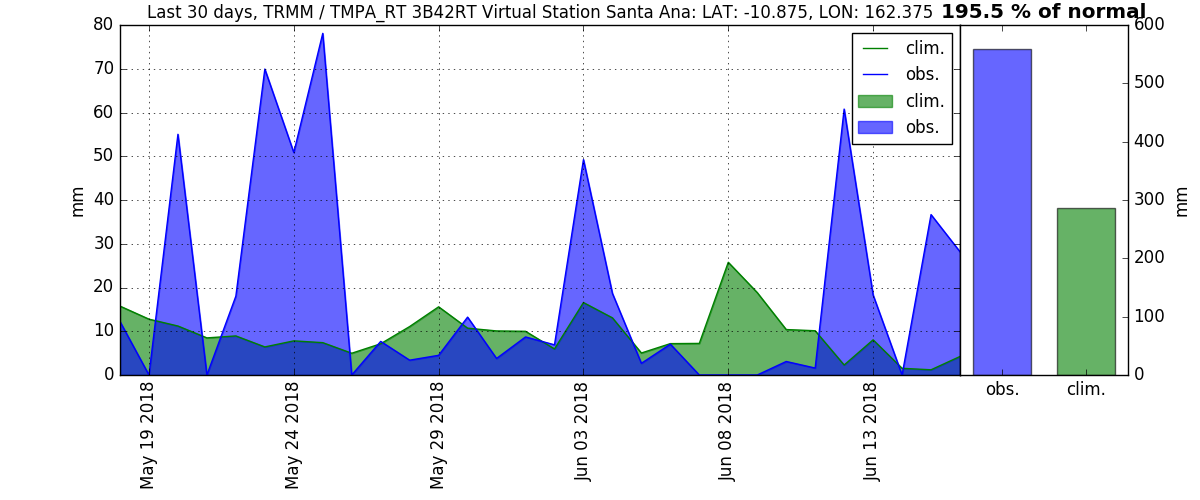 Last 30 days, TRMM / TMPA_RT 3B42RT Virtual Station Santa Ana: LAT: -10.875, LON: 162.375 195.5 % of normal
80
70
60
50
40
30
20
10
0
mm
clim.
obs.
clim.
obs.
May 19 2018
May 24 2018
May 29 2018
Jun 03 2018
Jun 08 2018
Jun 13 2018
600
500
400
300
200
100
0
mm
obs. clim.